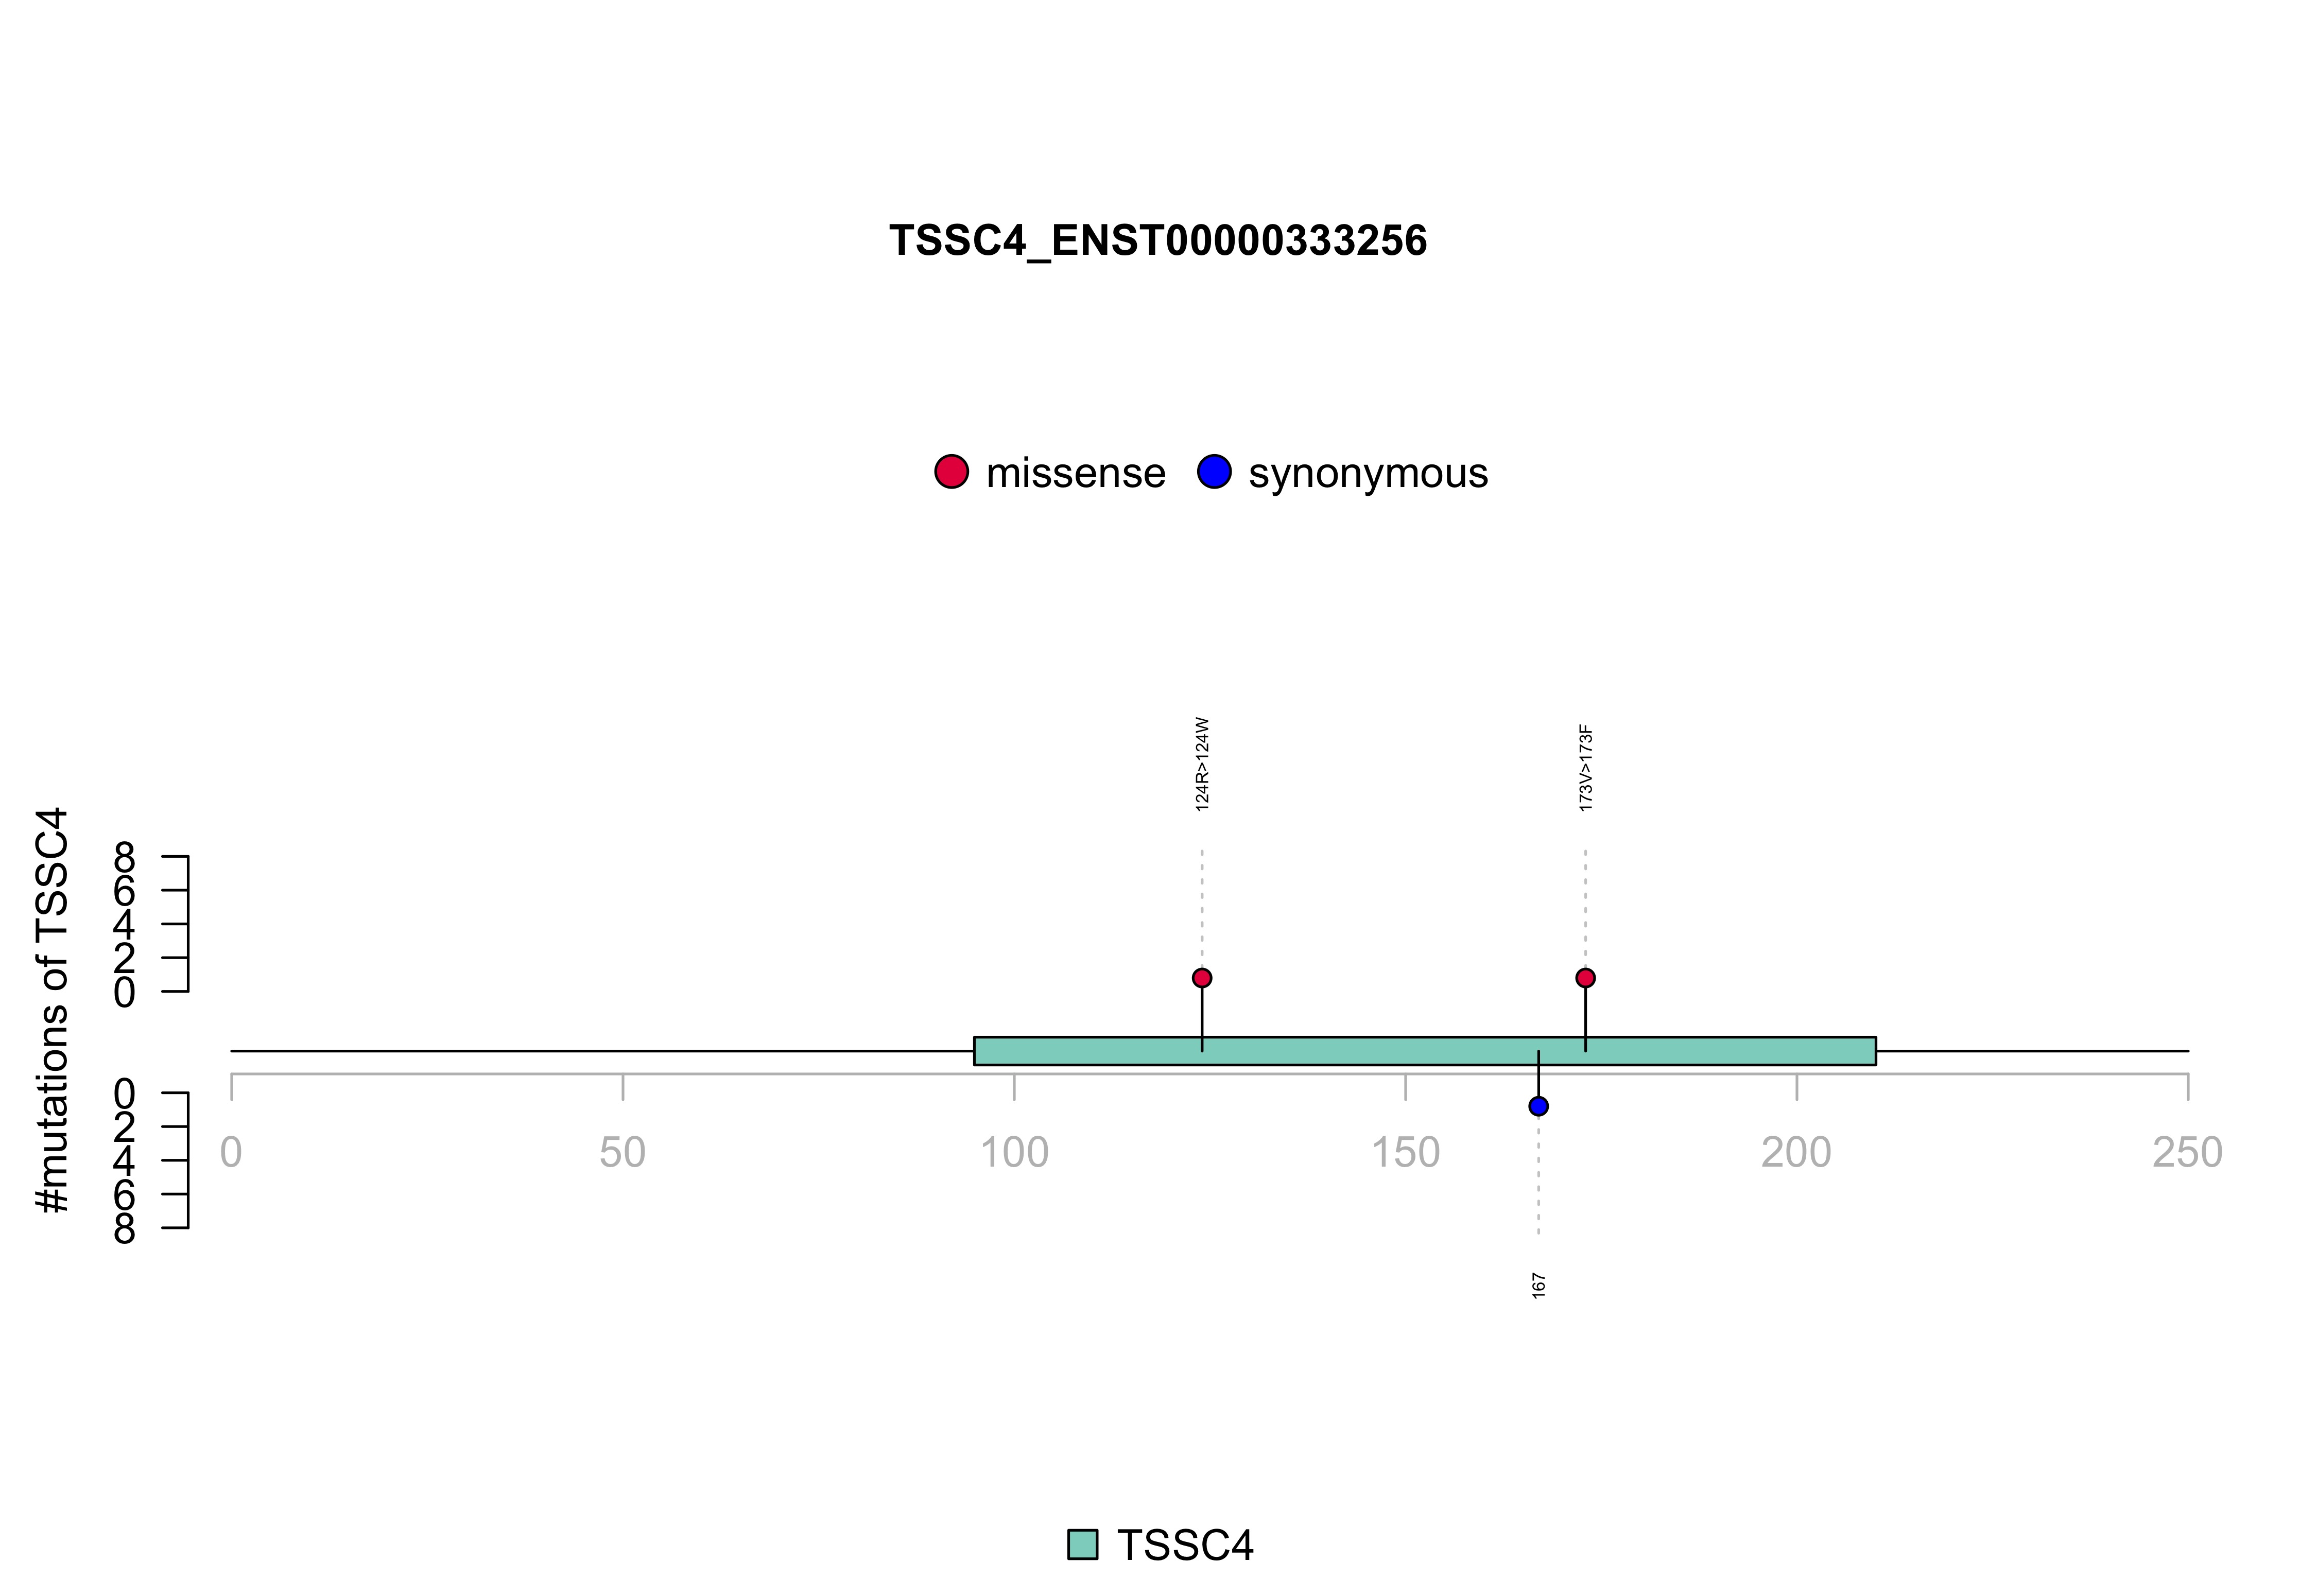 TSSC4_ENST00000333256
missense synonymous
124R>124W 173V>173F
#mutations of TSSC4
8
6
4
2
0
0
2
4
6
8
0 50 100 150 200 250
167
TSSC4